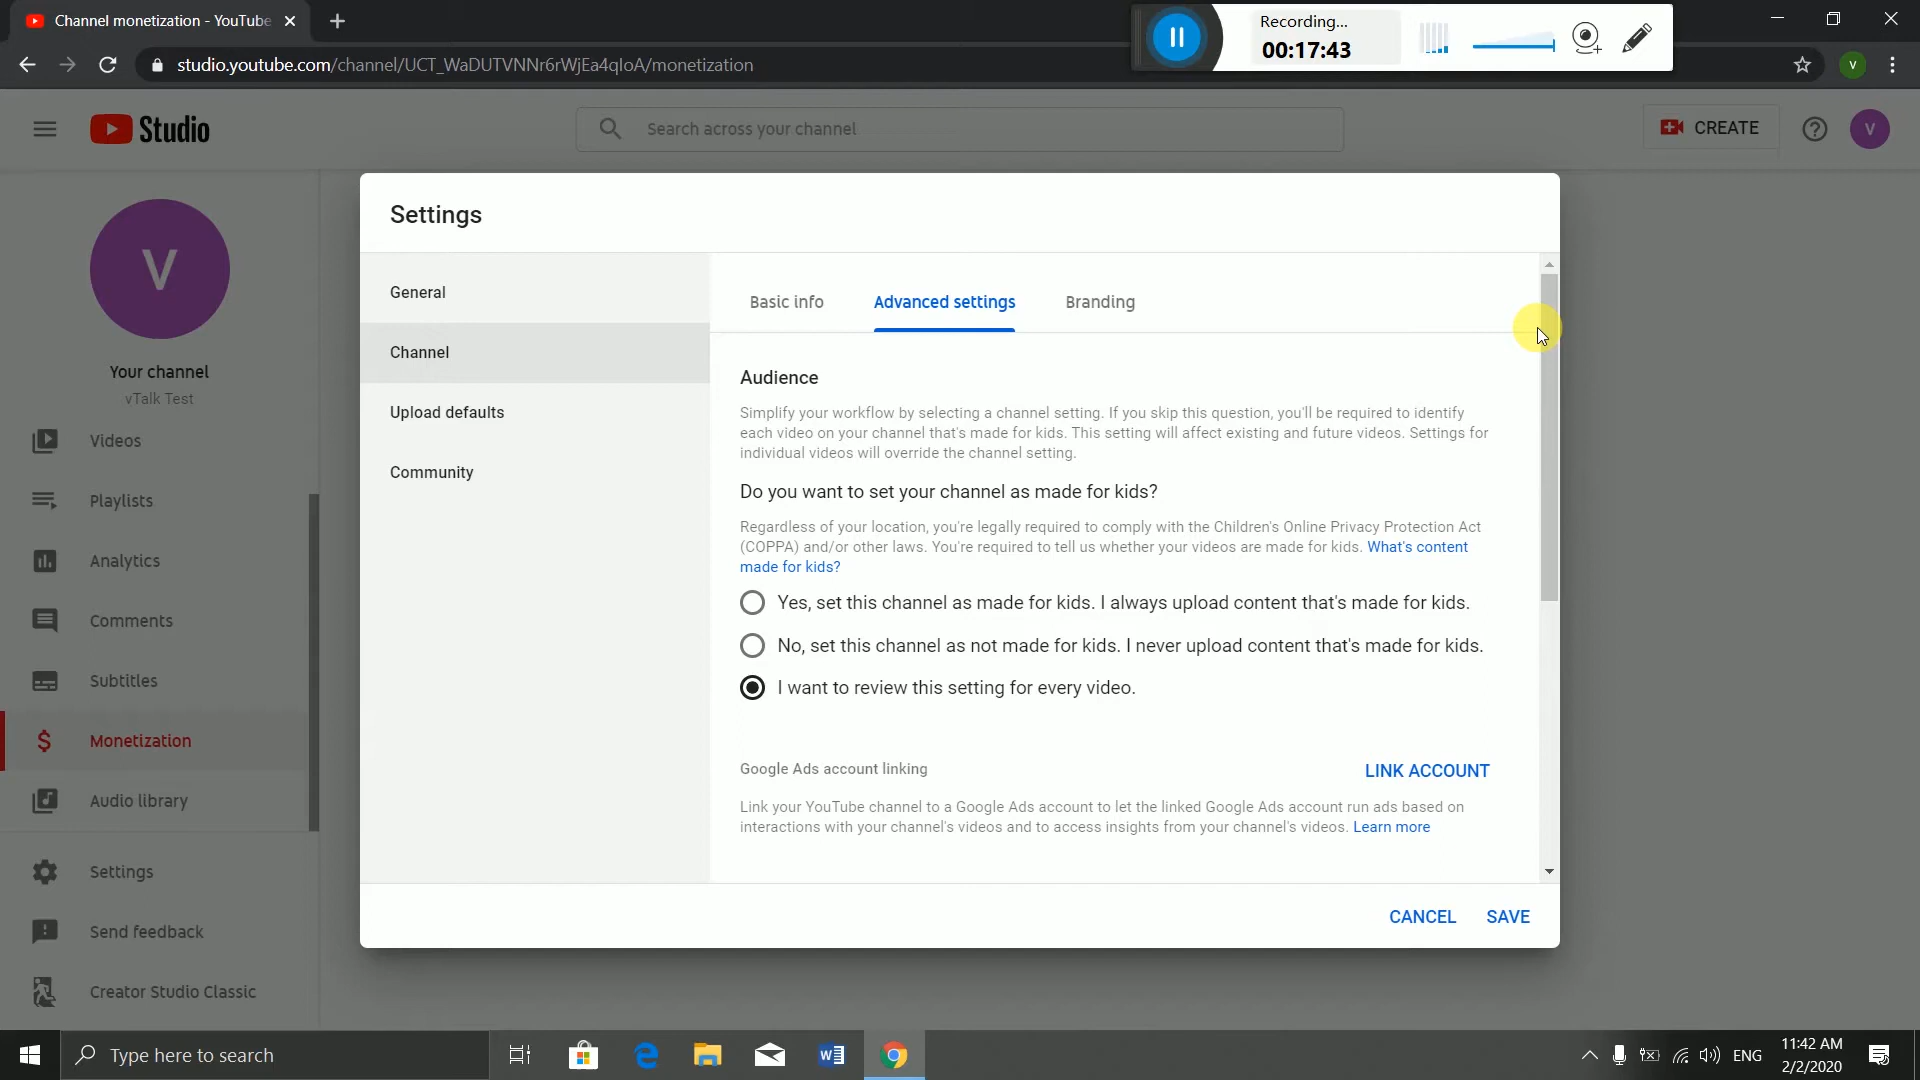 Channel monetization - YouTube
Recording...
00:17:43
studio.youtube.com/channel/UCT_WaDUTVNNr6rWjEa4qIoA/monetization
V
Studio
Search across your channel
CREATE
V
V
Your channel
vTalk Test
Videos
Playlists
Analytics
Comments
Subtitles
Monetization
Audio library
Settings
Send feedback
Creator Studio Classic
Settings
General
Channel
Upload defaults
Community
Basic info
Advanced settings
Branding
Audience
Simplify your workflow by selecting a channel setting. If you skip this question, you'll be required to identify
each video on your channel that's made for kids. This setting will affect existing and future videos. Settings for
individual videos will override the channel setting.
Do you want to set your channel as made for kids?
Regardless of your location, you're legally required to comply with the Children's Online Privacy Protection Act
(COPPA) and/or other laws. You're required to tell us whether your videos are made for kids. What's content
made for kids?
Yes, set this channel as made for kids. I always upload content that's made for kids.
No, set this channel as not made for kids. I never upload content that's made for kids.
I want to review this setting for every video.
Google Ads account linking
LINK ACCOUNT
Link your YouTube channel to a Google Ads account to let the linked Google Ads account run ads based on
interactions with your channel's videos and to access insights from your channel's videos. Learn more
CANCEL
SAVE
Type here to search
ENG
11:42 AM
2/2/2020